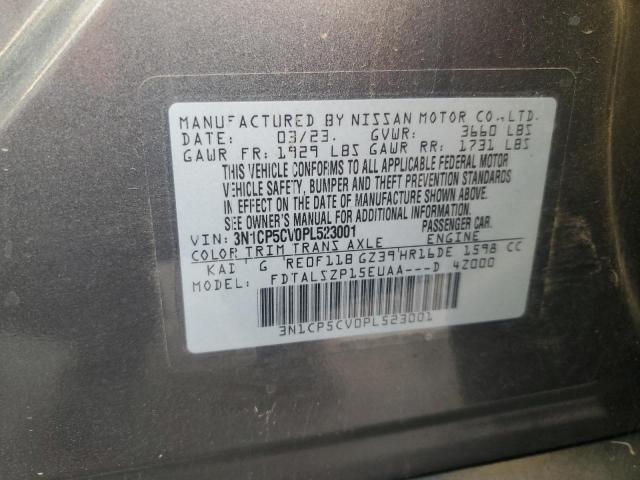 MANUFACTURED BY NISSAN MOTOR CO.,LTD.
DATE: 03/23. GVWR: 3660 LBS
GAWR FR: 1929 LBS GAWR RR: 1731 LBS
THIS VEHICLE CONFORMS TO ALL APPLICABLE FEDERAL MOTOR
VEHICLE SAFETY, BUMPER AND THEFT PREVENTION STANDARDS
IN EFFECT ON THE DATE OF MANUFACTURE SHOWN ABOVE.
SEE OWNER'S MANUAL FOR ADDITIONAL INFORMATION.
VIN: 3N1CP5CV0PL523001 PASSENGER CAR.
COLOR TRIM TRANS AXLE ENGINE
KAI G RE0F11B GZ39 HR16DE 1598 CC
MODEL: FDTALSZP15EUAA---D 4Z000
3N1CP5CV0PL523001